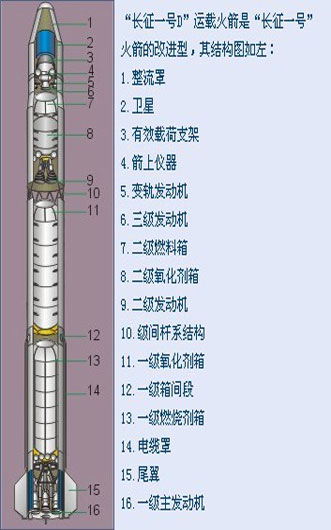 “长征一号D”运载火箭是“长征一号”
火箭的改进型，其结构图如左：
1.整流罩
2.卫星
3.有效载荷支架
4.箭上仪器
5.变轨发动机
6.三级发动机
7.二级燃料箱
8.二级氧化剂箱
9.二级发动机
10.级间杆系结构
11.一级氧化剂箱
12.一级箱间段
13.一级燃烧剂箱
14.电缆罩
15.尾翼
16.一级主发动机
1
2
3
4
5
6
7
8
9
10
11
12
13
14
15
16